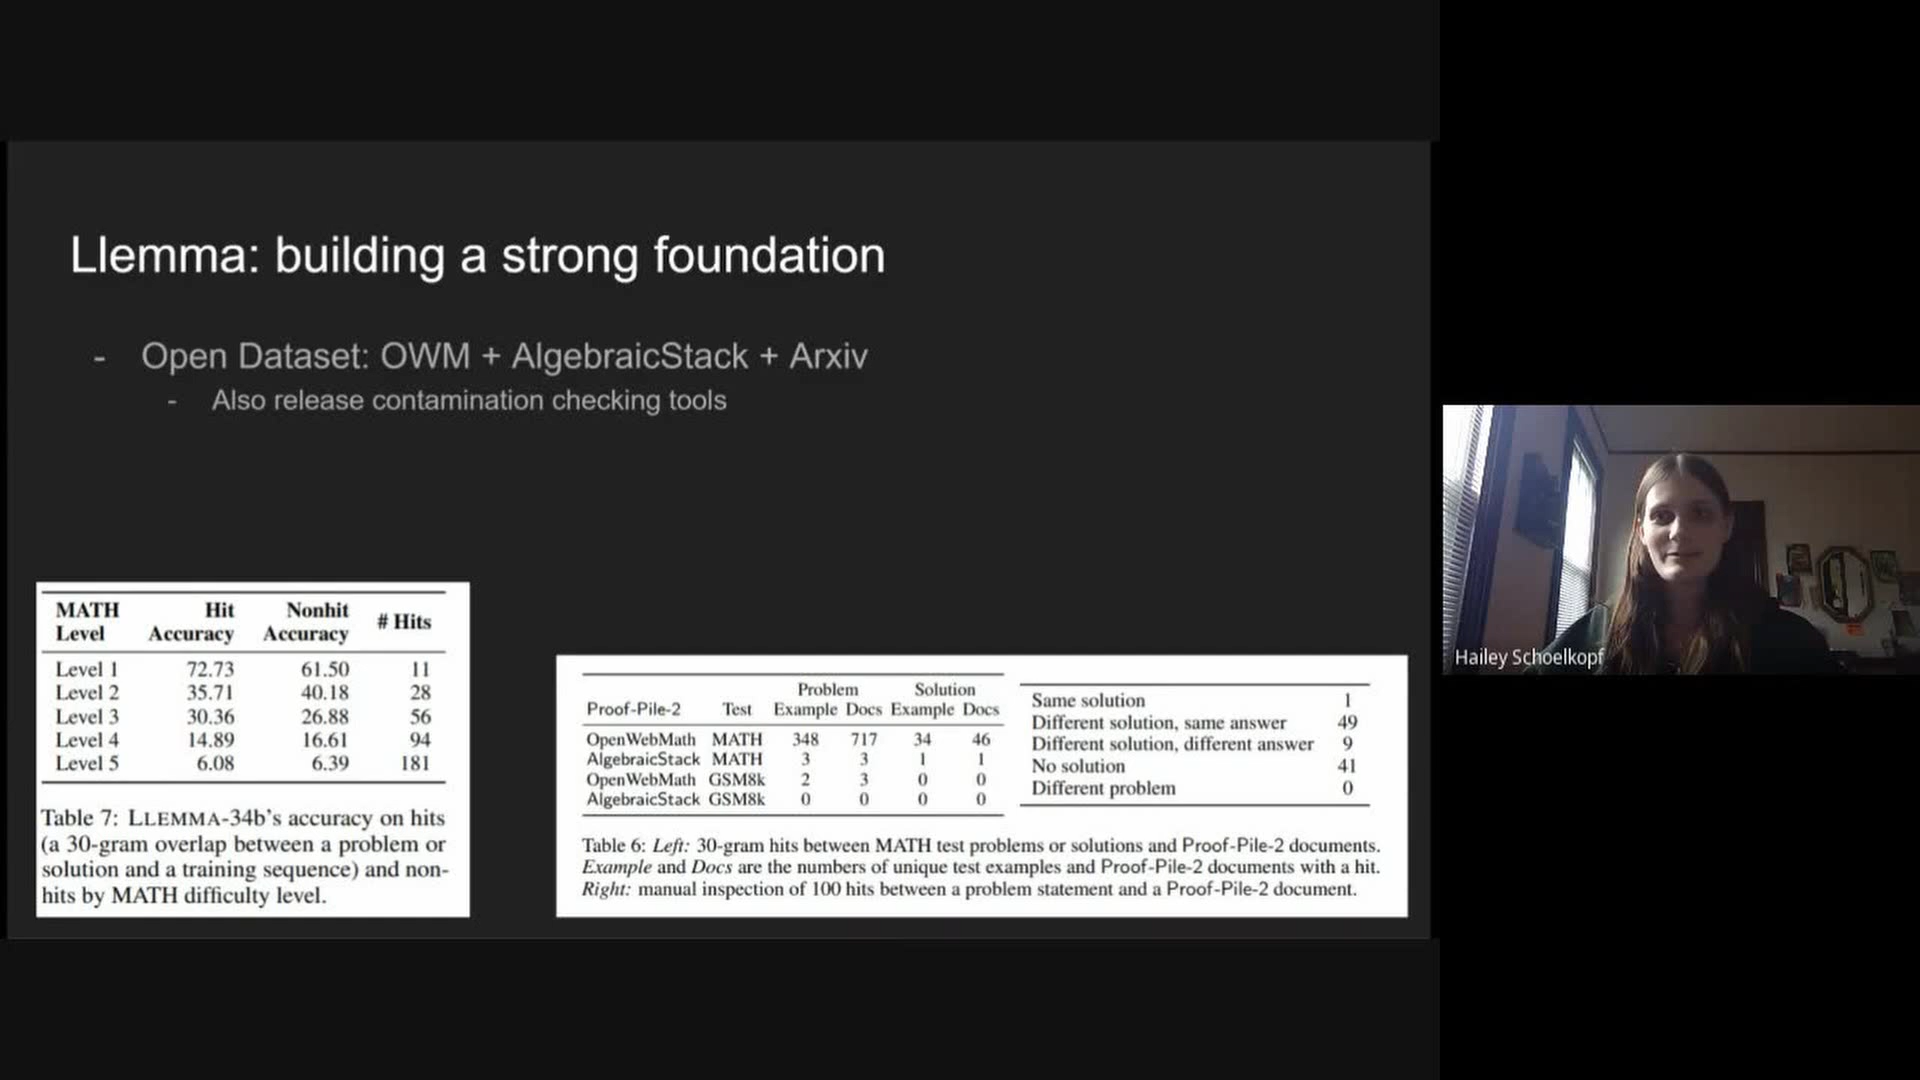 Llemma: building a strong foundation
- Open Dataset: OWM + AlgebraicStack + Arxiv
- Also release contamination checking tools
MATH Level Hit Accuracy Nonhit Accuracy # Hits
Level 1 72.73 61.50 11
Level 2 35.71 40.18 28
Level 3 30.36 26.88 56
Level 4 14.89 16.61 94
Level 5 6.08 6.39 181
Table 7: LLEMMA-34b's accuracy on hits
(a 30-gram overlap between a problem or
solution and a training sequence) and non-
hits by MATH difficulty level.
Problem Solution
Proof-Pile-2 Test Example Docs Example Docs
OpenWebMath MATH 348 717 34 46
AlgebraicStack MATH 3 3 1 1
OpenWebMath GSM8k 2 3 0 0
AlgebraicStack GSM8k 0 0 0 0
Same solution 1
Different solution, same answer 49
Different solution, different answer 9
No solution 41
Different problem 0
Table 6: Left: 30-gram hits between MATH test problems or solutions and Proof-Pile-2 documents.
Example and Docs are the numbers of unique test examples and Proof-Pile-2 documents with a hit.
Right: manual inspection of 100 hits between a problem statement and a Proof-Pile-2 document.
Hailey Schoelkopf